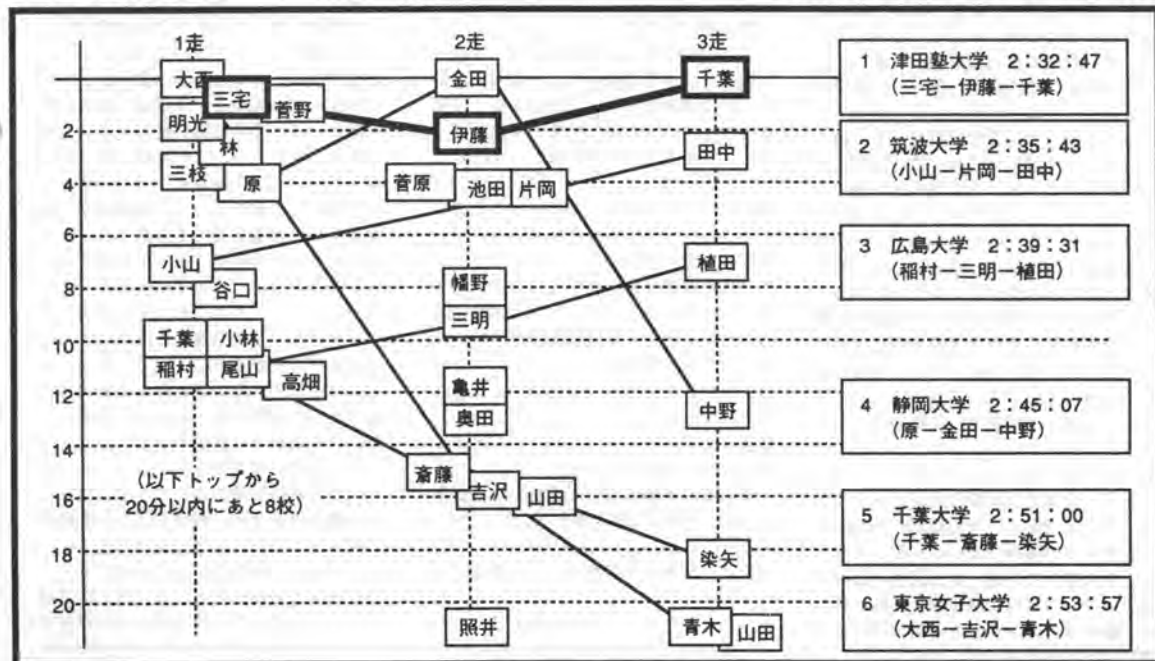 1走 2走 3走
大西 金田 千葉
三宅 菅野
2 明光 伊藤
林 田中
4 三枝 原 菅原 池田 片岡
6
小山 植田
8 谷口 幡野
三明
千葉 小林
10
稲村 尾山 高畑
12 亀井
奥田 中野
14
斎藤
16 吉沢 山田
(以下トップから
20分以内にあと8校)
18 染矢
20
照井 青木 山田
1 津田塾大学 2:32:47
(三宅ー伊藤ー千葉)
2 筑波大学 2:35:43
(小山ー片岡ー田中)
3 広島大学 2:39:31
(稲村ー三明ー植田)
4 静岡大学 2:45:07
(原ー金田ー中野)
5 千葉大学 2:51:00
(千葉ー斎藤ー染矢)
6 東京女子大学 2:53:57
(大西ー吉沢ー青木)